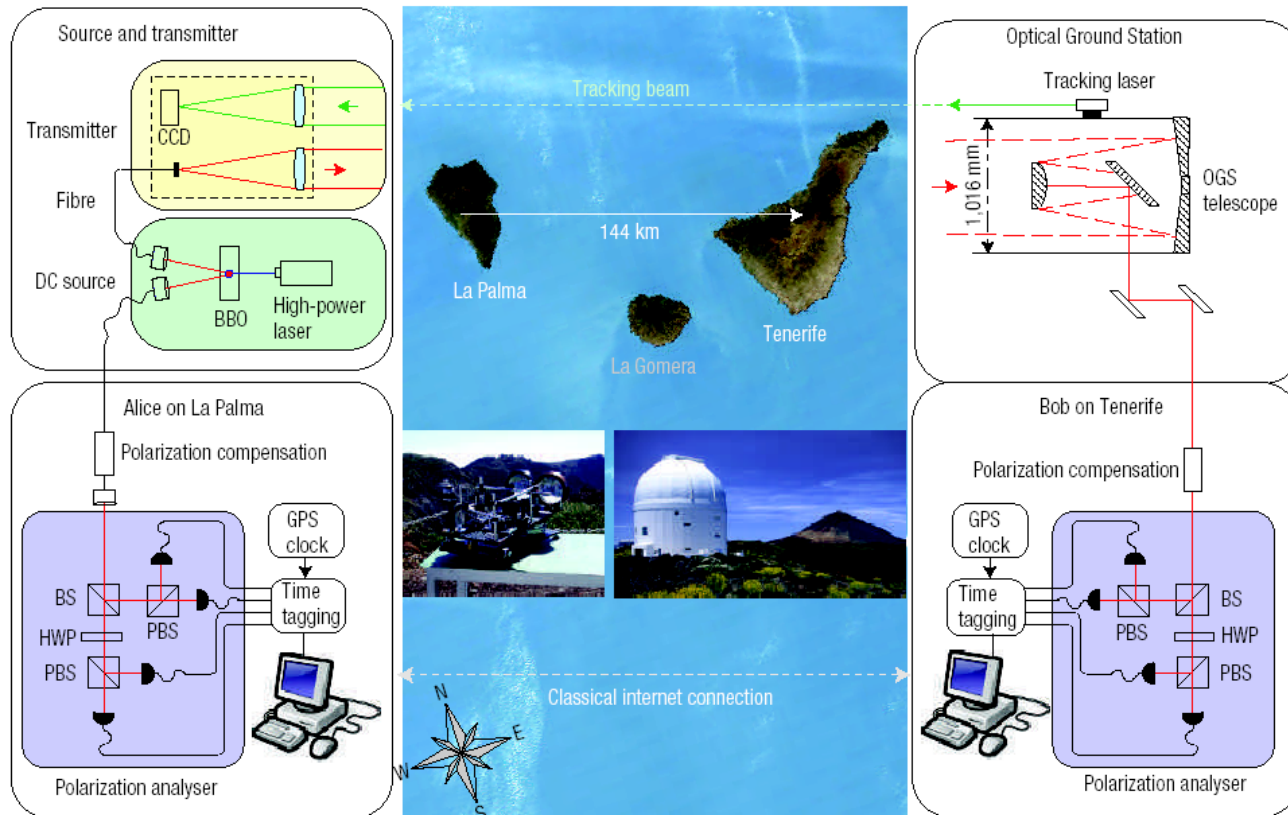 Source and transmitter
Transmitter
CCD
Fibre
DC source
BBO
High-power
laser
Alice on La Palma
Polarization compensation
GPS
clock
Time
tagging
BS
PBS
HWP
PBS
Polarization analyser
Tracking beam
144 km
La Palma
Tenerife
La Gomera
Classical internet connection
N
E
W
S
Optical Ground Station
Tracking laser
1,016 mm
OGS
telescope
Bob on Tenerife
Polarization compensation
GPS
clock
Time
tagging
BS
PBS
HWP
PBS
Polarization analyser